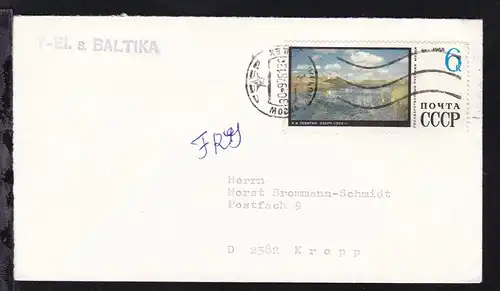 T-El. s. BALTIKA
6
ПОЧТА
СССР
FRG
Herrn
Horst Brommann-Schmidt
Postfach 9
D 2382 Kropp